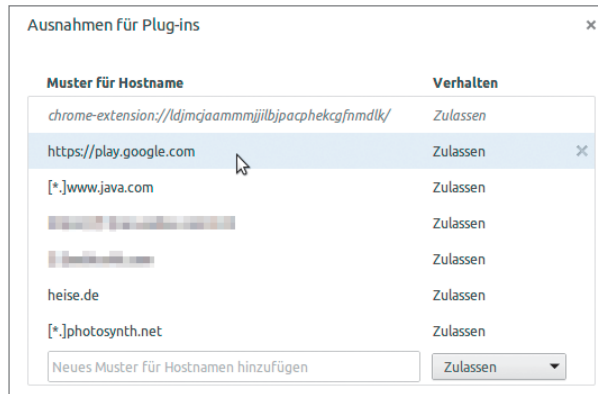 Ausnahmen für Plug-ins
Muster für Hostname Verhalten
chrome-extension://ldjmcjaammmjjilbjpacphekcgfnmdlk/ Zulassen
https://play.google.com Zulassen
[*.]www.java.com Zulassen
Zulassen
Zulassen
heise.de Zulassen
[*.]photosynth.net Zulassen
Neues Muster für Hostnamen hinzufügen Zulassen